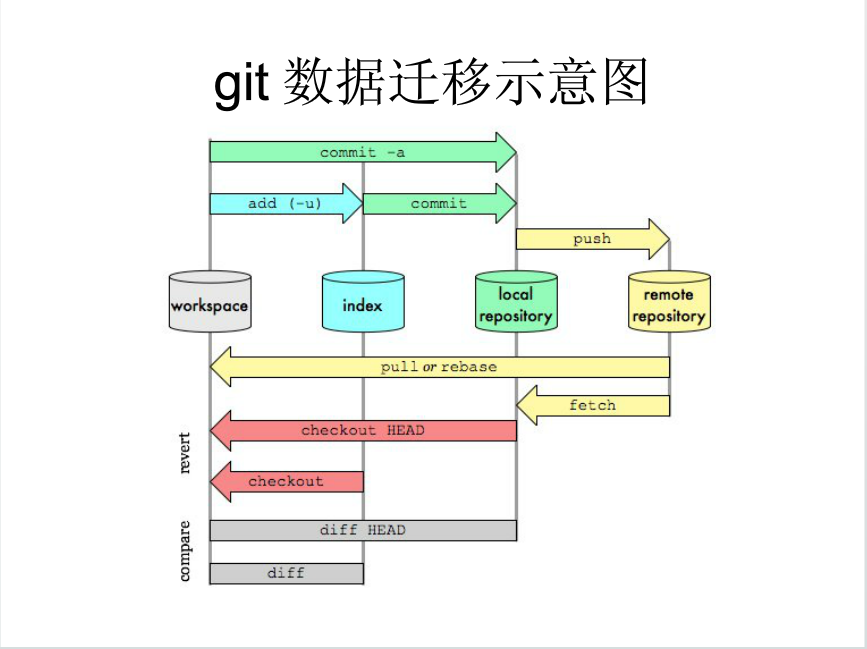 git 数据迁移示意图
commit -a
add (-u)
commit
push
workspace
index
local
repository
remote
repository
pull or rebase
fetch
revert
checkout HEAD
checkout
compare
diff HEAD
diff